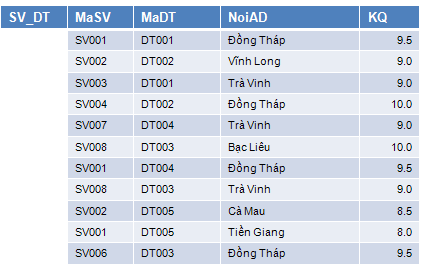 SV_DT MaSV MaDT NoiAD KQ
SV001 DT001 Đồng Tháp 9.5
SV002 DT002 Vĩnh Long 9.0
SV003 DT001 Trà Vinh 9.0
SV004 DT002 Đồng Tháp 10.0
SV007 DT004 Trà Vinh 9.0
SV008 DT003 Bạc Liêu 10.0
SV001 DT004 Đồng Tháp 9.5
SV008 DT003 Trà Vinh 9.0
SV002 DT005 Cà Mau 8.5
SV001 DT005 Tiền Giang 8.0
SV006 DT003 Đồng Tháp 9.5